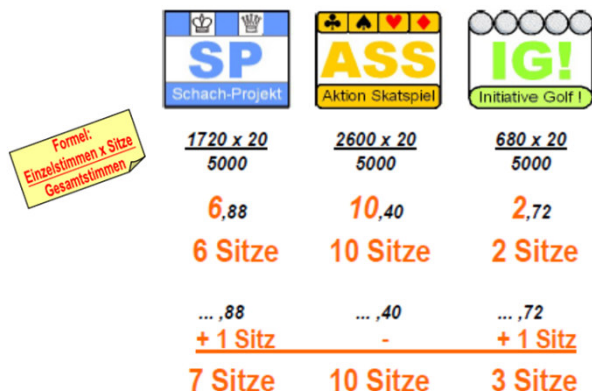 SP
Schach-Projekt
ASS
Aktion Skatspiel
IG!
Initiative Golf !
Formel:
Einzelstimmen x Sitze
Gesamtstimmen
1720 x 20 2600 x 20 680 x 20
5000 5000 5000
6,88 10,40 2,72
6 Sitze 10 Sitze 2 Sitze
... ,88 ... ,40 ... ,72
+ 1 Sitz - + 1 Sitz
7 Sitze 10 Sitze 3 Sitze